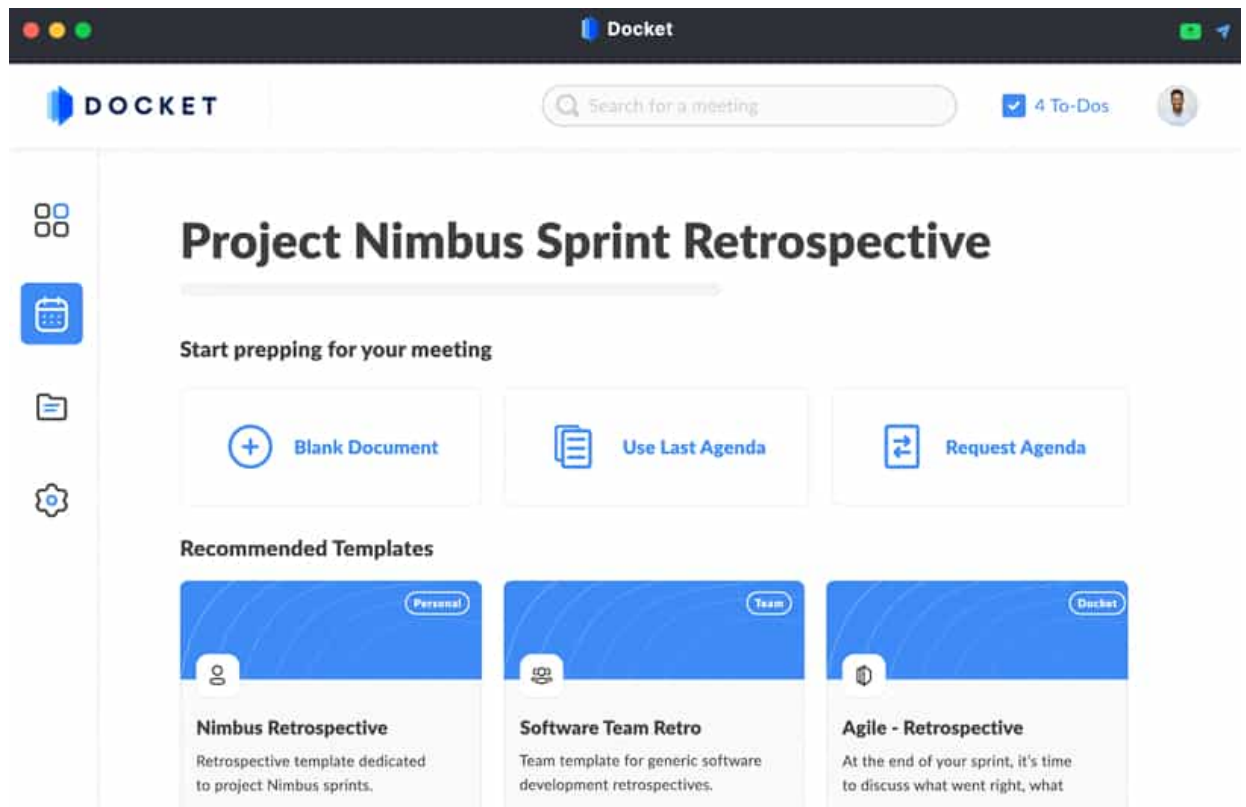 Docket
DOCKET
Search for a meeting
4 To-Dos
Project Nimbus Sprint Retrospective
Start prepping for your meeting
Blank Document
Use Last Agenda
Request Agenda
Recommended Templates
Personal
Team
Docket
Nimbus Retrospective
Retrospective template dedicated
to project Nimbus sprints.
Software Team Retro
Team template for generic software
development retrospectives.
Agile - Retrospective
At the end of your sprint, it's time
to discuss what went right, what